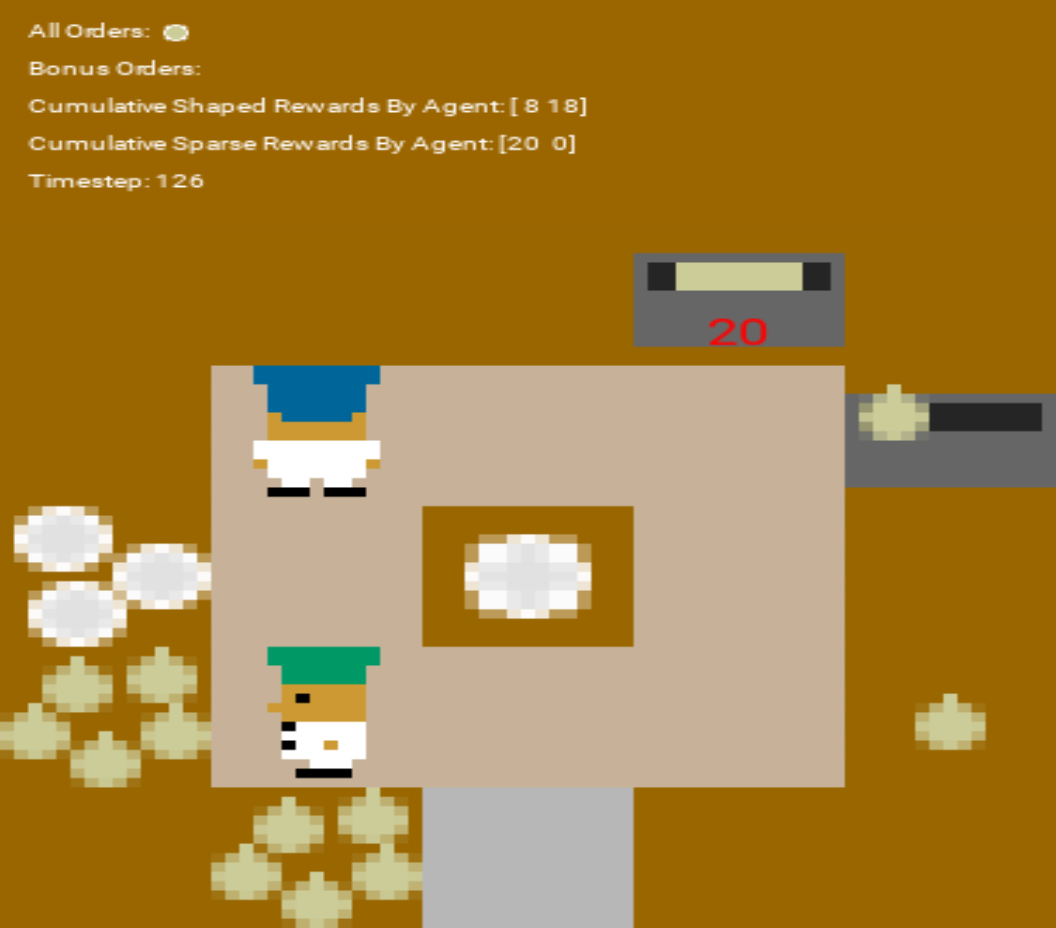 All Orders:
Bonus Orders:
Cumulative Shaped Rewards By Agent: [ 8 18]
Cumulative Sparse Rewards By Agent: [20  0]
Timestep: 126
20